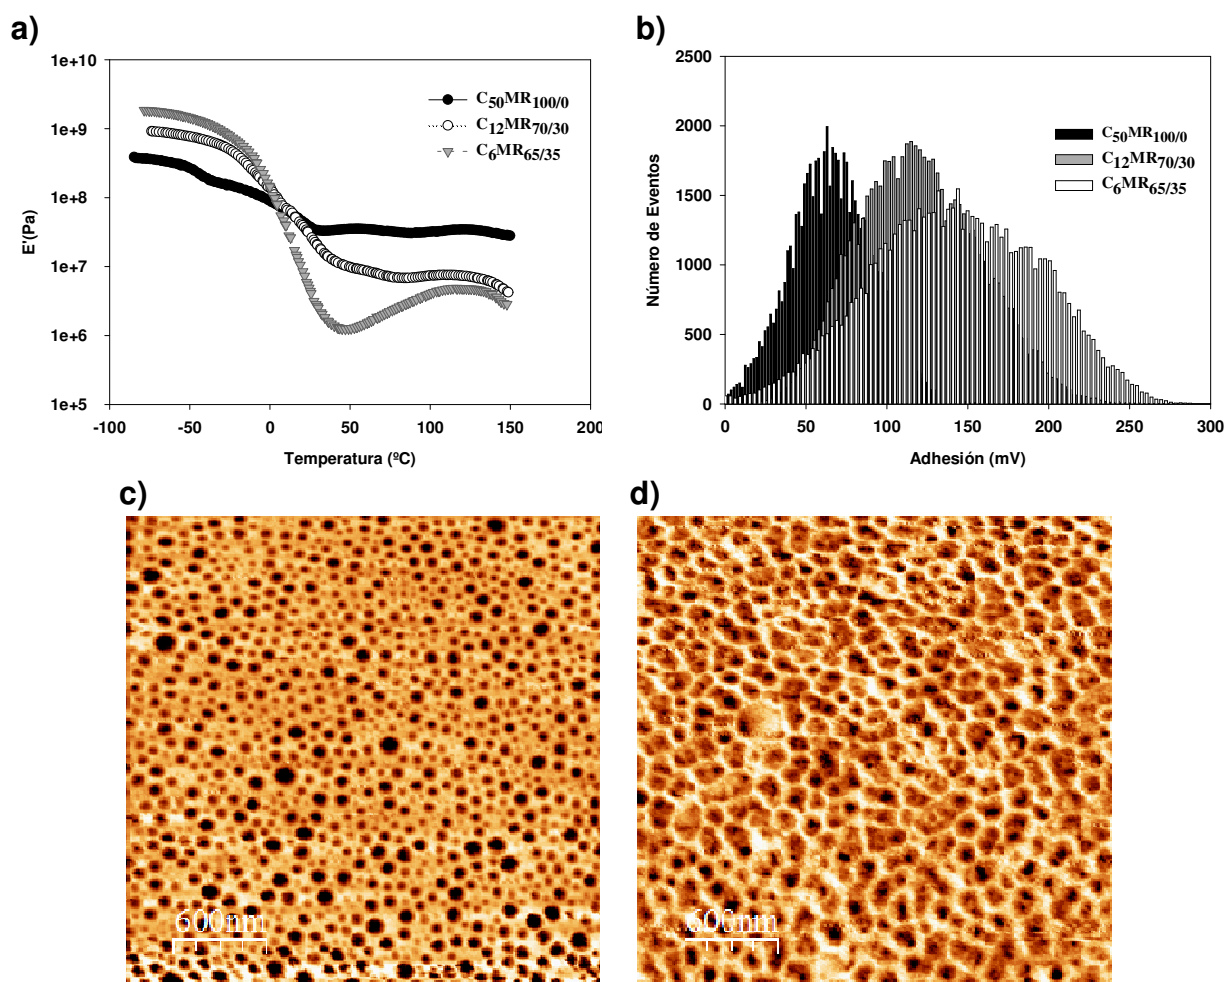 a)
1e+10
1e+9
1e+8
1e+7
1e+6
1e+5
E'(Pa)
-100
-50
0
50
100
150
200
Temperatura (ºC)
C50MR100/0
C12MR70/30
C6MR65/35
b)
2500
2000
1500
1000
500
0
Número de Eventos
0
50
100
150
200
250
300
Adhesión (mV)
C50MR100/0
C12MR70/30
C6MR65/35
c)
600nm
d)
600nm